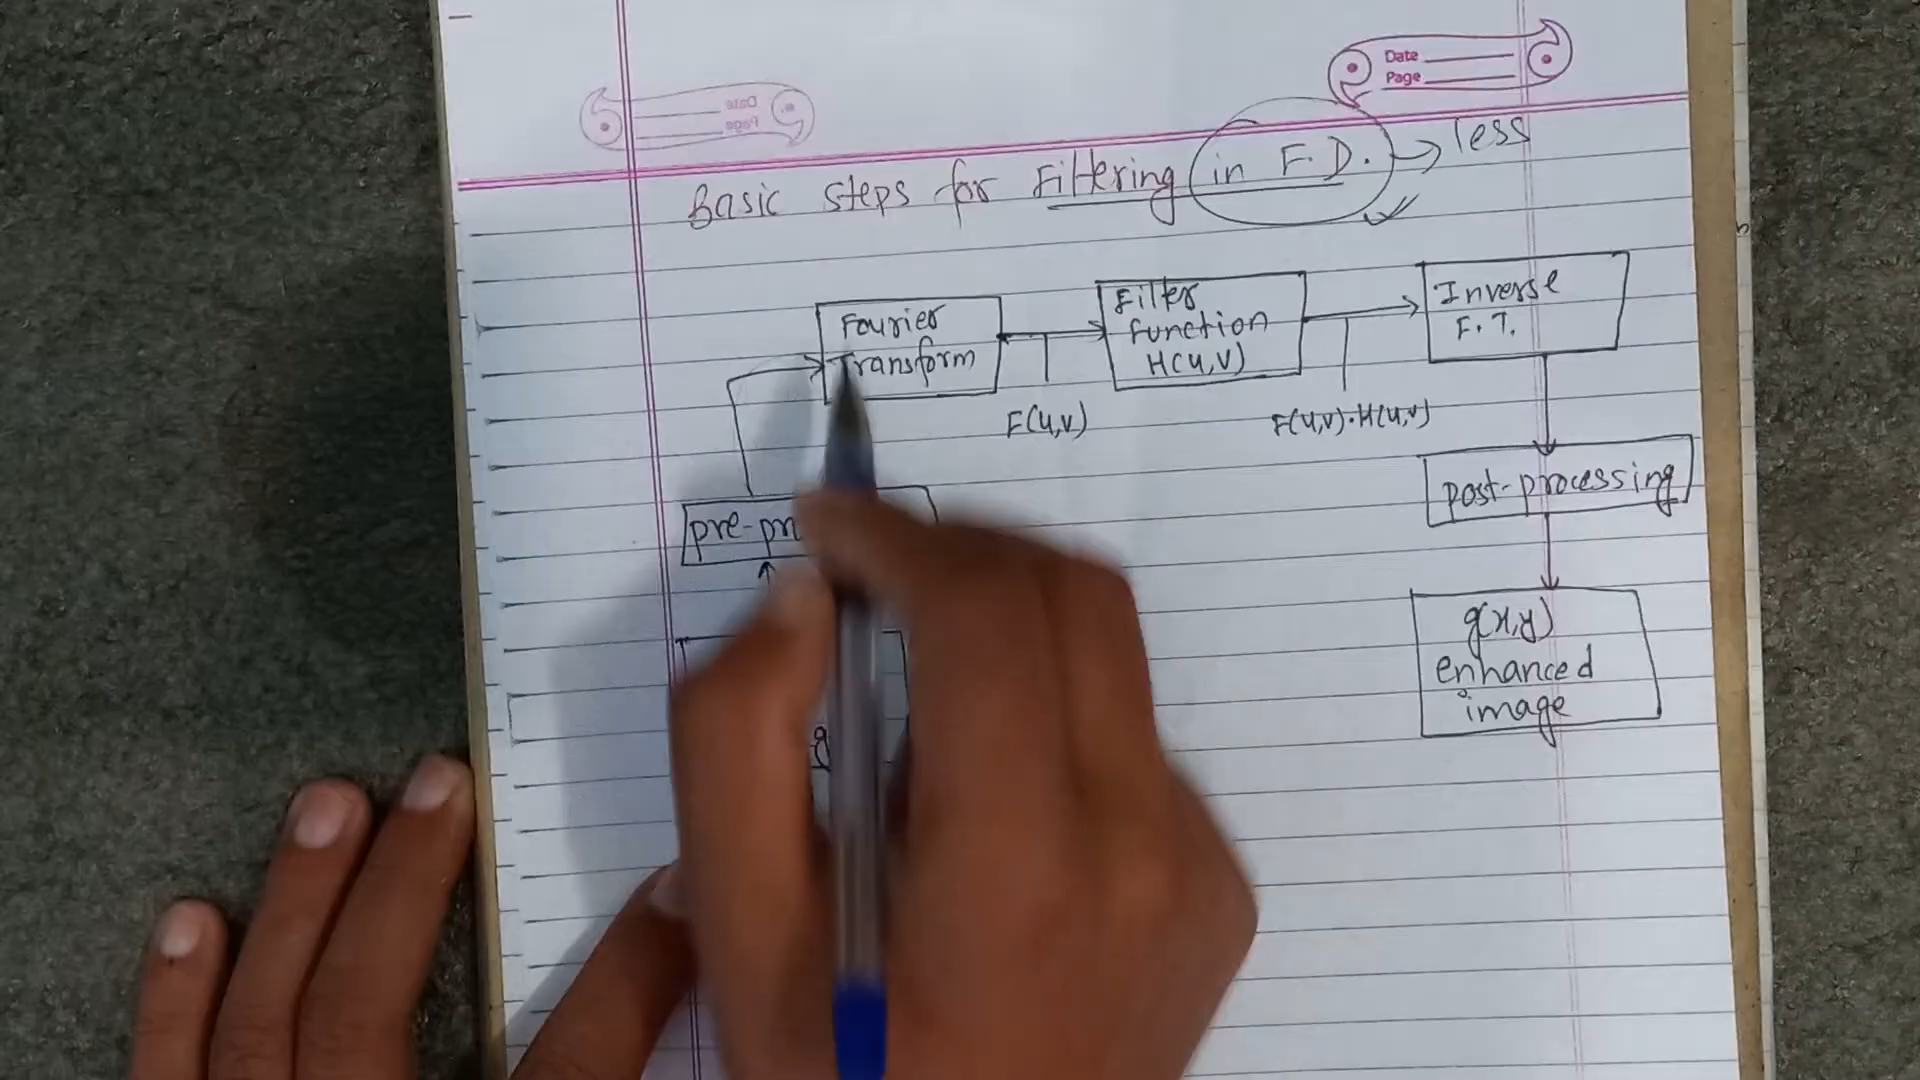 Date
Page
Basic steps for Filtering in F.D. → less
Fourier
Transform
Filter
function
H(u,v)
Inverse
F.T.
F(u,v)
F(u,v)·H(u,v)
post-processing
g(x,y)
enhanced
image